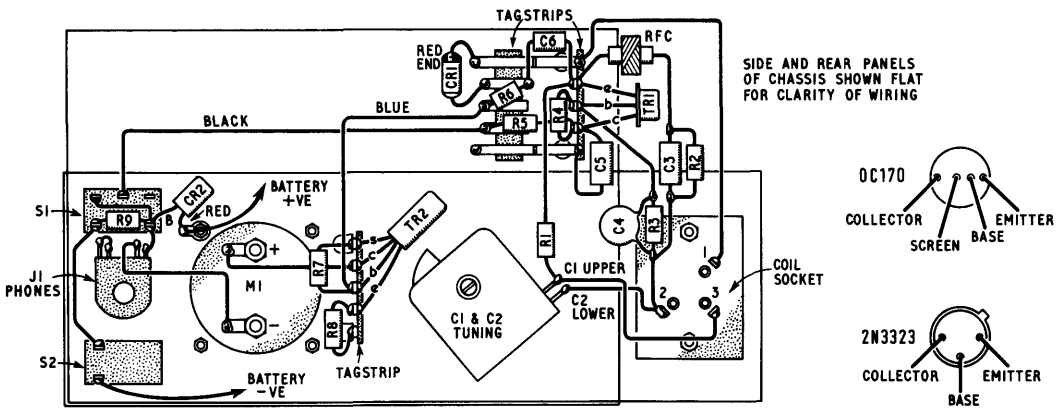 TAGSTRIPS
C6
RFC
RED
END
CR1
SIDE AND REAR PANELS
OF CHASSIS SHOWN FLAT
FOR CLARITY OF WIRING
R6
e
BLUE
b
TR1
R4
c
BLACK
R5
C5
C3
R2
OC170
CR2
BATTERY
+VE
S1
R9
B
RED
TR2
COLLECTOR
EMITTER
SCREEN
BASE
C4
R3
R1
s
c
b
e
+
R7
J1
PHONES
M1
C1 UPPER
1
COIL
SOCKET
C1 & C2
TUNING
C2
LOWER
2
3
-
R8
2N3323
S2
TAGSTRIP
COLLECTOR
EMITTER
BASE
BATTERY
-VE